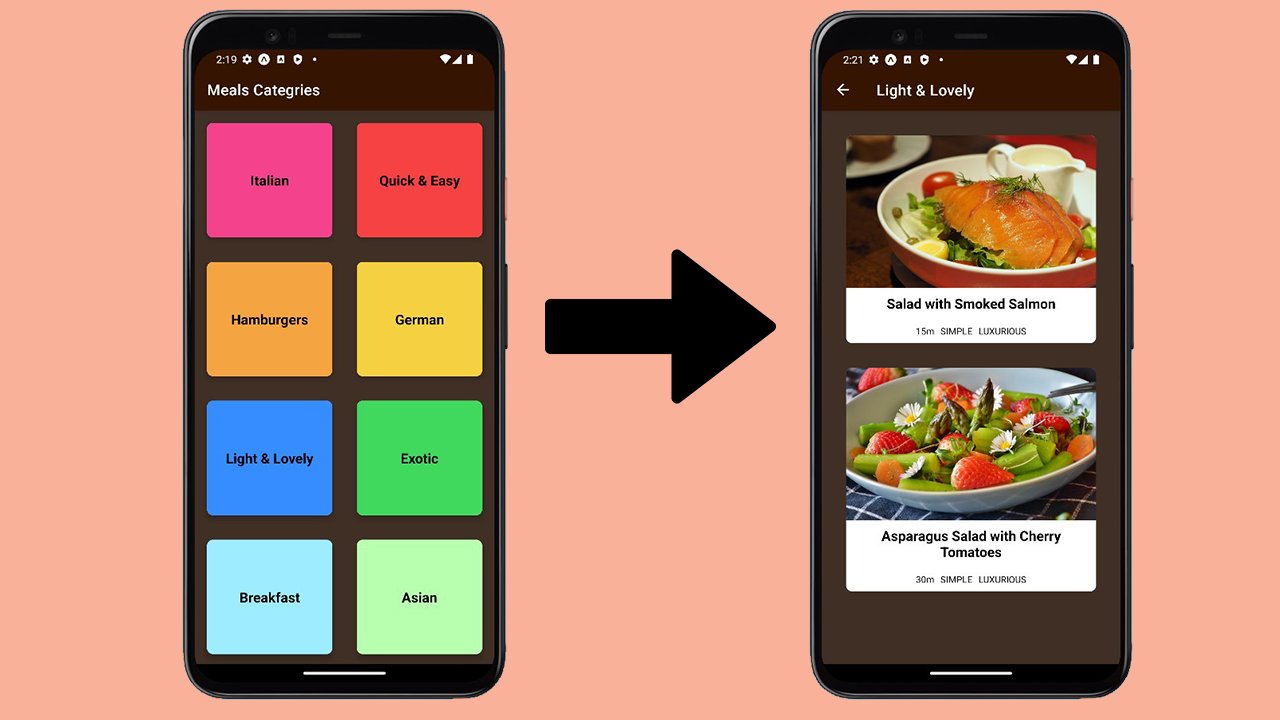 2:19
Meals Categries
Italian
Quick & Easy
Hamburgers
German
Light & Lovely
Exotic
Breakfast
Asian
2:21
Light & Lovely
Salad with Smoked Salmon
15m SIMPLE LUXURIOUS
Asparagus Salad with Cherry
Tomatoes
30m SIMPLE LUXURIOUS